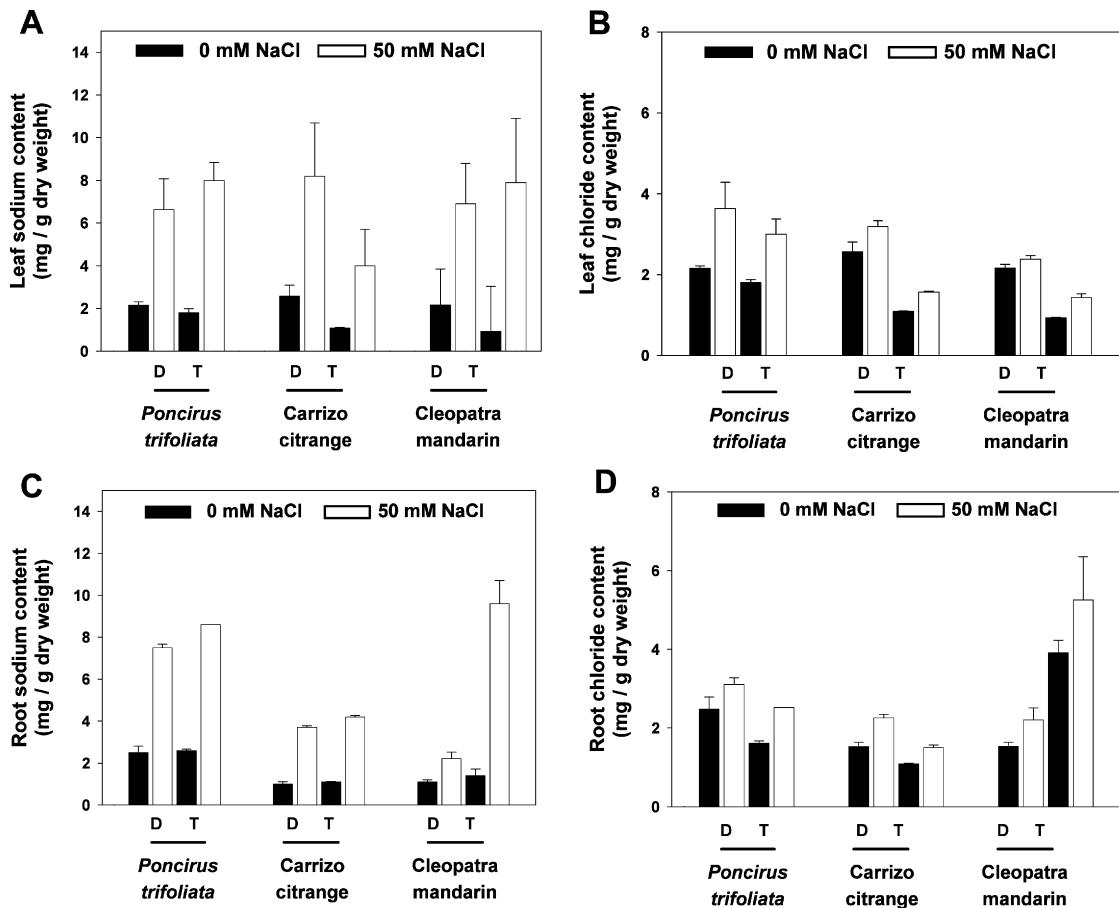 A
0 mM NaCl
50 mM NaCl
Leaf sodium content
(mg / g dry weight)
14
12
10
8
6
4
2
0
D
T
D
T
D
T
Poncirus
trifoliata
Carrizo
citrange
Cleopatra
mandarin
B
0 mM NaCl
50 mM NaCl
Leaf chloride content
(mg / g dry weight)
8
6
4
2
0
D
T
D
T
D
T
Poncirus
trifoliata
Carrizo
citrange
Cleopatra
mandarin
C
0 mM NaCl
50 mM NaCl
Root sodium content
(mg / g dry weight)
14
12
10
8
6
4
2
0
D
T
D
T
D
T
Poncirus
trifoliata
Carrizo
citrange
Cleopatra
mandarin
D
0 mM NaCl
50 mM NaCl
Root chloride content
(mg / g dry weight)
8
6
4
2
0
D
T
D
T
D
T
Poncirus
trifoliata
Carrizo
citrange
Cleopatra
mandarin